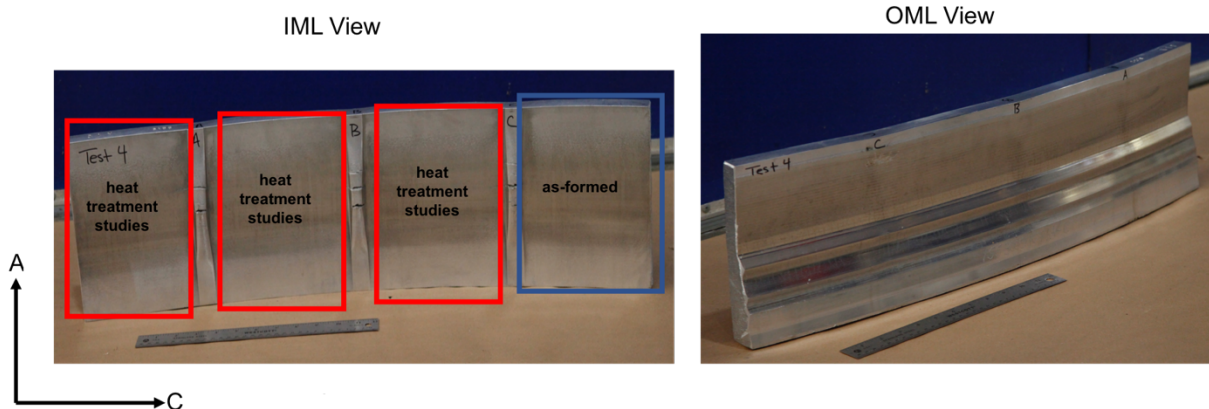 IML View
OML View
A
B
C
Test 4
heat
treatment
studies
heat
treatment
studies
heat
treatment
studies
as-formed
A
B
C
Test 4
A
C